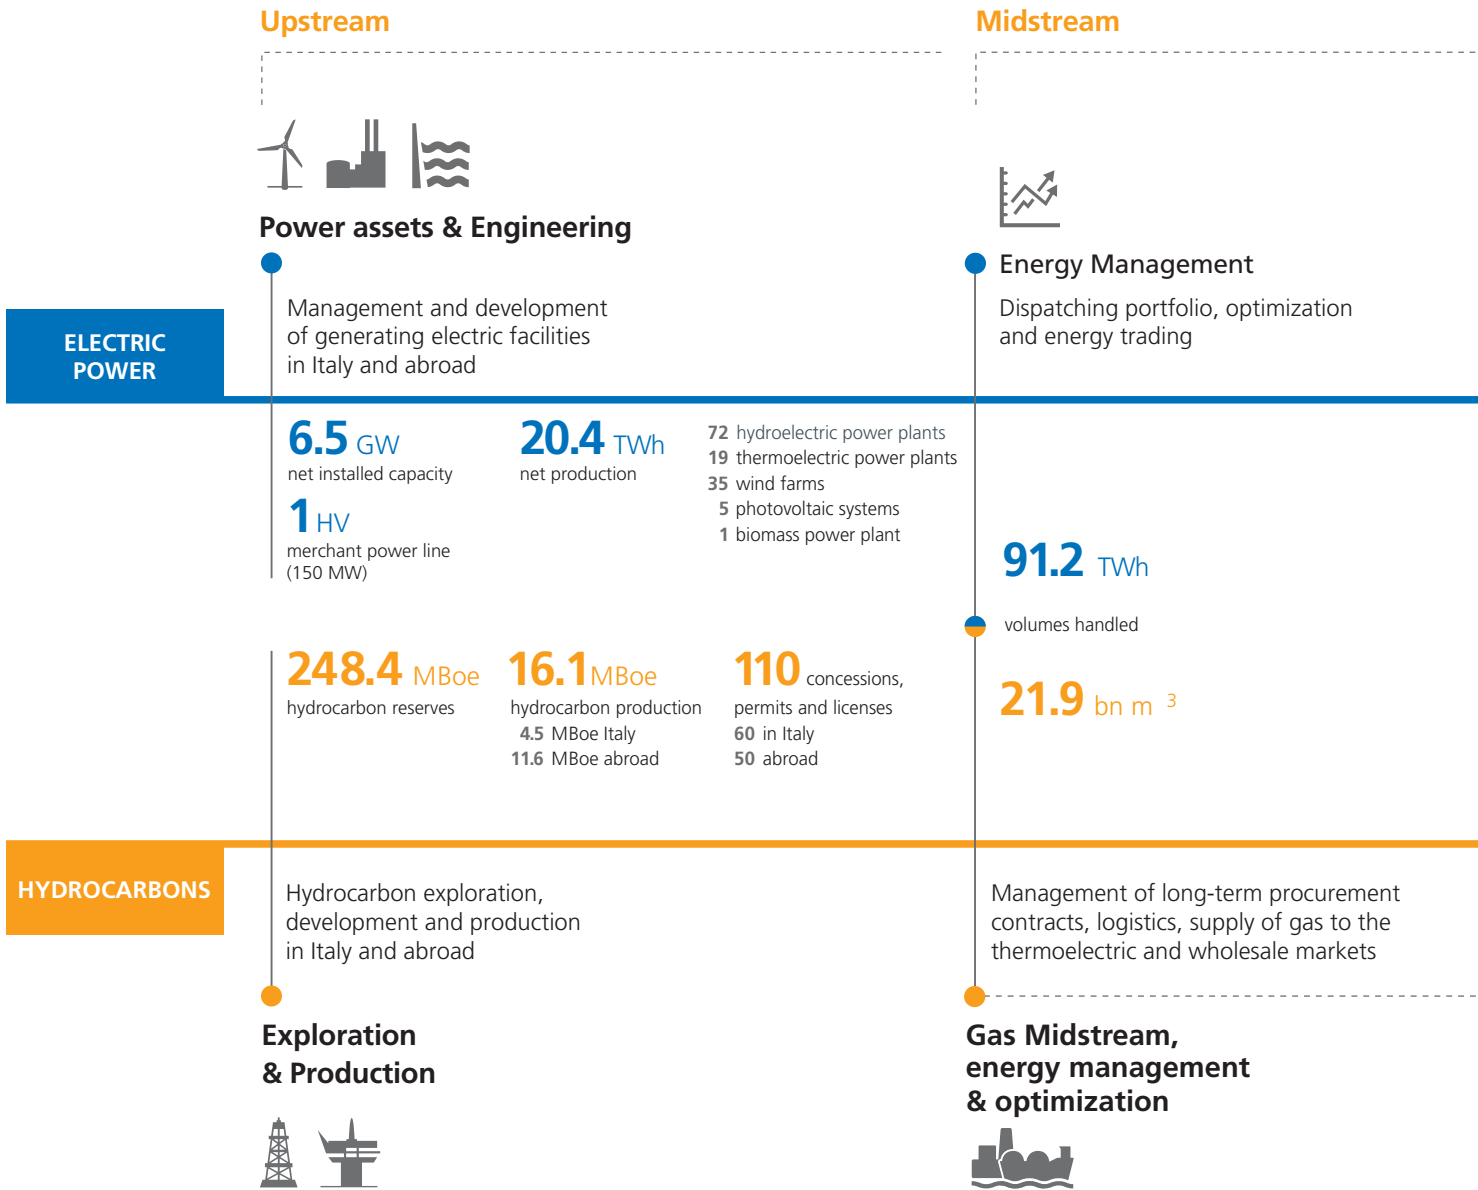 Upstream
Midstream
Power assets & Engineering
Energy Management
Management and development
of generating electric facilities
in Italy and abroad
Dispatching portfolio, optimization
and energy trading
ELECTRIC
POWER
6.5 GW
net installed capacity
1 HV
merchant power line
(150 MW)
20.4 TWh
net production
72 hydroelectric power plants
19 thermoelectric power plants
35 wind farms
5 photovoltaic systems
1 biomass power plant
91.2 TWh
volumes handled
21.9 bn m 3
248.4 MBoe
hydrocarbon reserves
16.1 MBoe
hydrocarbon production
4.5 MBoe Italy
11.6 MBoe abroad
110 concessions,
permits and licenses
60 in Italy
50 abroad
HYDROCARBONS
Hydrocarbon exploration,
development and production
in Italy and abroad
Management of long-term procurement
contracts, logistics, supply of gas to the
thermoelectric and wholesale markets
Exploration
& Production
Gas Midstream,
energy management
& optimization